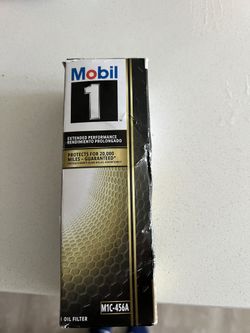 Mobil
1
EXTENDED PERFORMANCE
RENDIMIENTO PROLONGADO
PROTECTS FOR 20,000
MILES – GUARANTEED*
M1C-456A
OIL FILTER